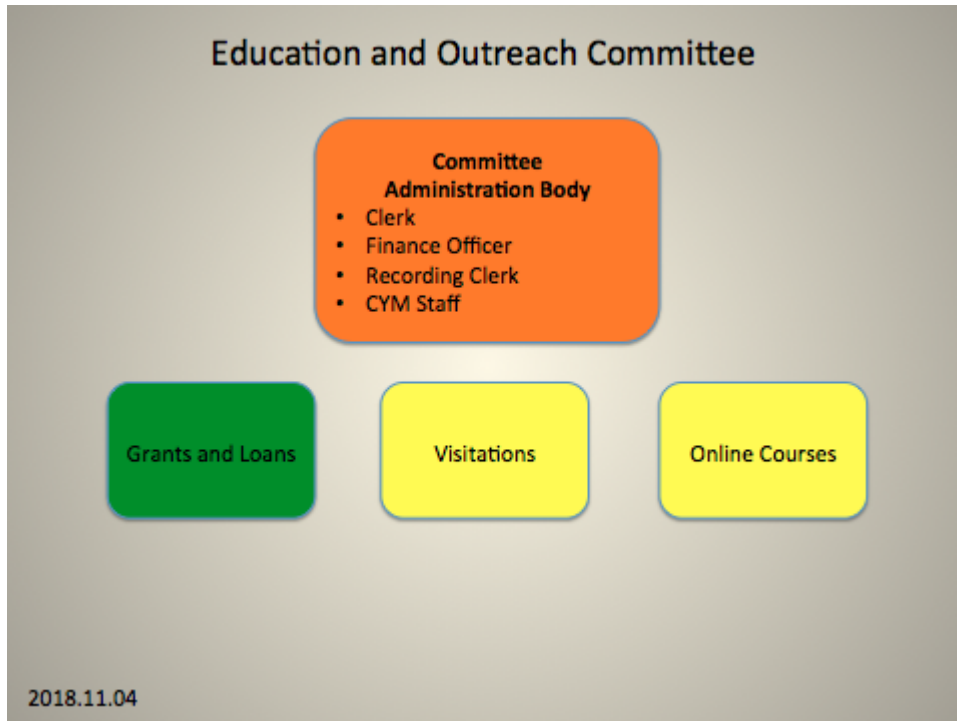 Education and Outreach Committee
Committee
Administration Body
• Clerk
• Finance Officer
• Recording Clerk
• CYM Staff
Grants and Loans
Visitations
Online Courses
2018.11.04